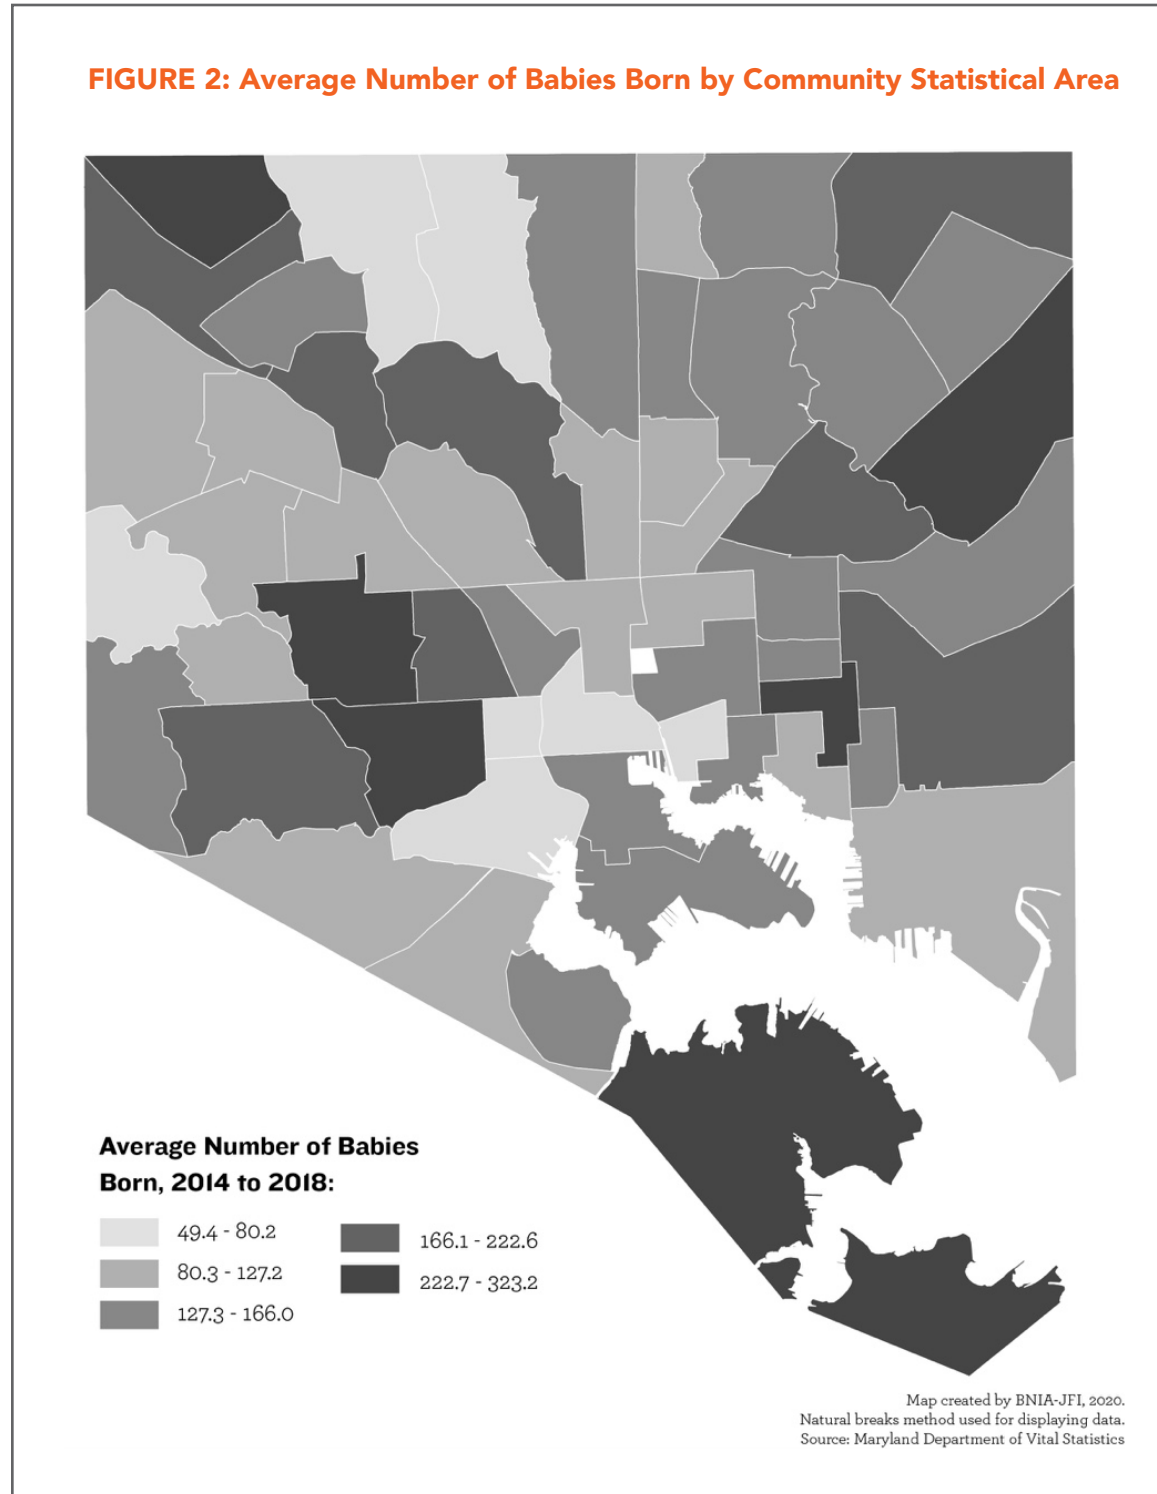 FIGURE 2: Average Number of Babies Born by Community Statistical Area
Average Number of Babies
Born, 2014 to 2018:
49.4 - 80.2
80.3 - 127.2
127.3 - 166.0
166.1 - 222.6
222.7 - 323.2
Map created by BNIA-JFI, 2020.
Natural breaks method used for displaying data.
Source: Maryland Department of Vital Statistics